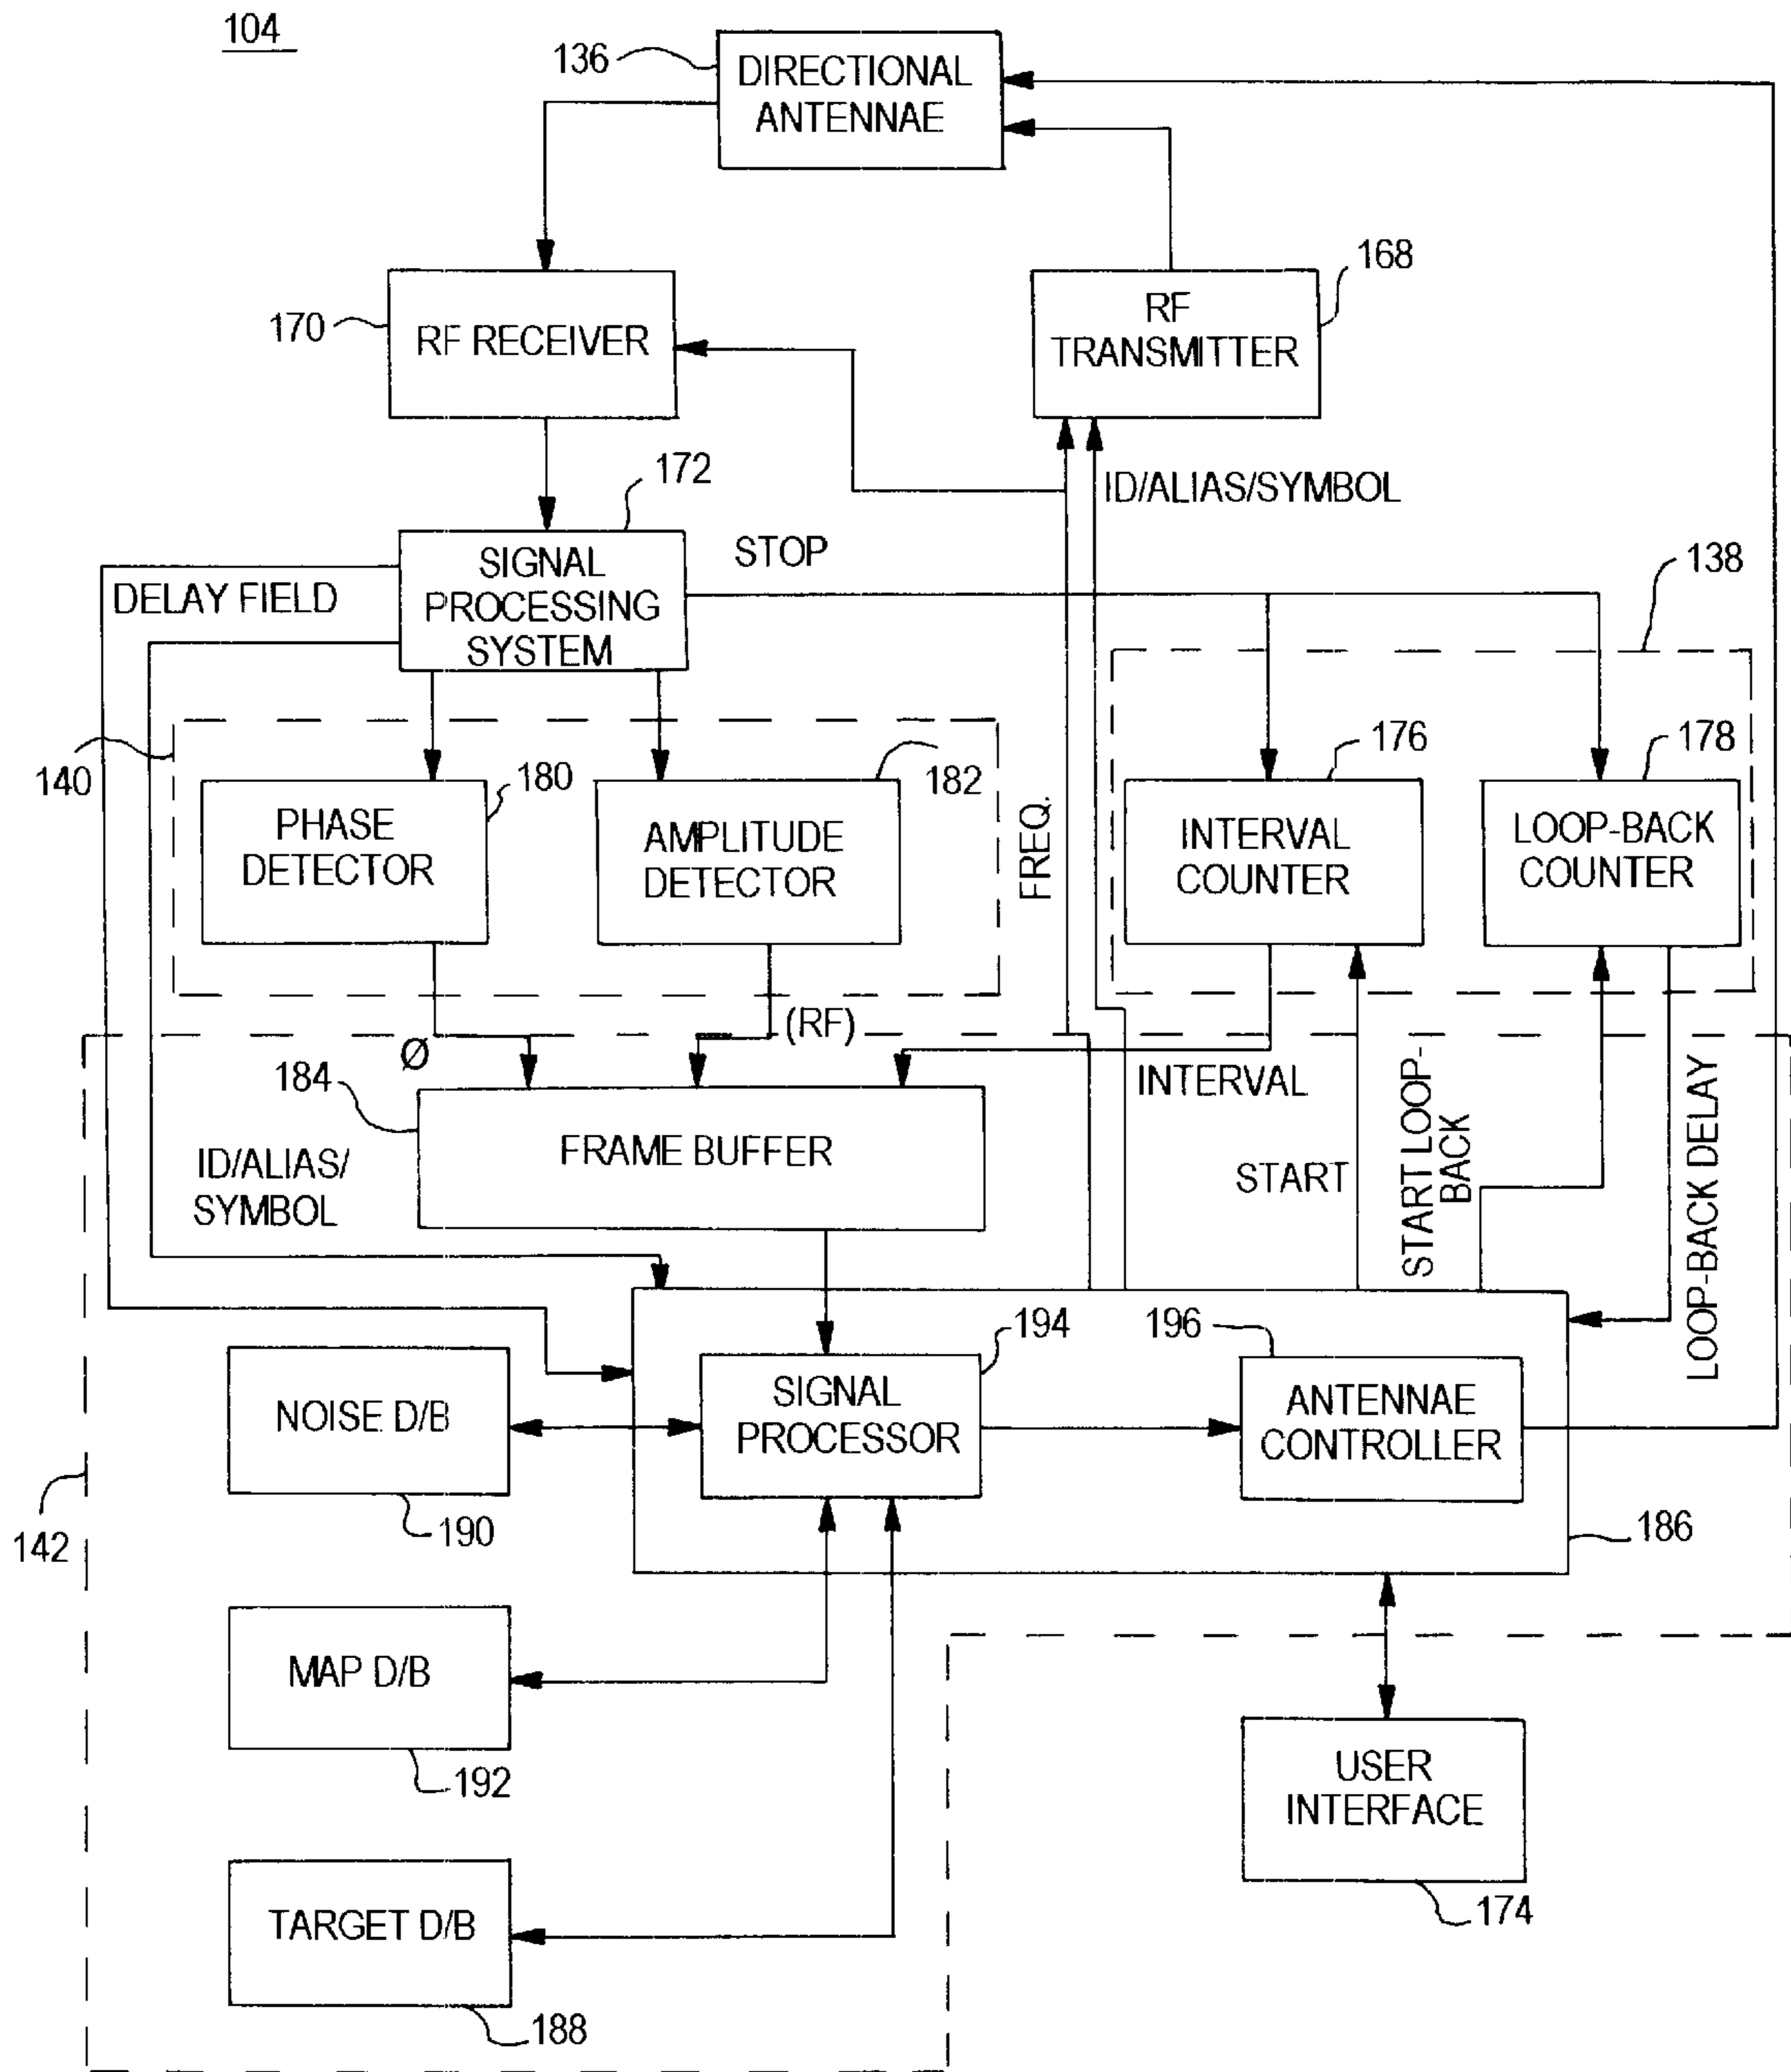 104
136
DIRECTIONAL
ANTENNAE
170
RF RECEIVER
168
RF
TRANSMITTER
172
ID/ALIAS/SYMBOL
SIGNAL
PROCESSING
SYSTEM
STOP
138
DELAY FIELD
140
180
182
176
178
PHASE
DETECTOR
AMPLITUDE
DETECTOR
FREQ.
INTERVAL
COUNTER
LOOP-BACK
COUNTER
Ø
(RF)
184
INTERVAL
FRAME BUFFER
ID/ALIAS/
SYMBOL
START
START LOOP-
BACK
LOOP-BACK DELAY
194
196
NOISE D/B
SIGNAL
PROCESSOR
ANTENNAE
CONTROLLER
142
190
186
MAP D/B
192
USER
INTERFACE
TARGET D/B
174
188